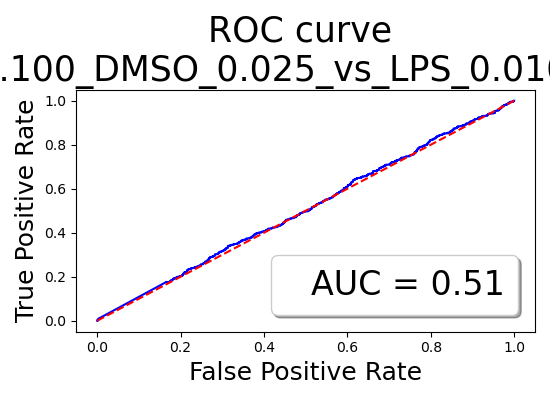 ROC curve
.100_DMSO_0.025_vs_LPS_0.010
True Positive Rate
1.0
0.8
0.6
0.4
0.2
0.0
AUC = 0.51
0.0 0.2 0.4 0.6 0.8 1.0
False Positive Rate